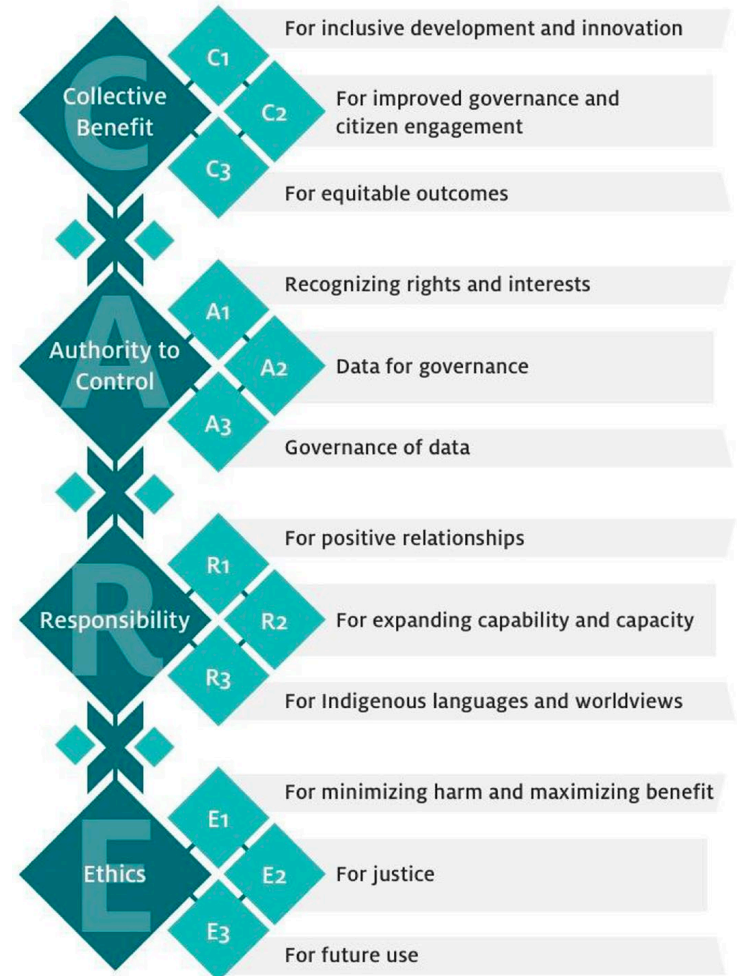 C
Collective
Benefit
C1
For inclusive development and innovation
C2
For improved governance and
citizen engagement
C3
For equitable outcomes
A
Authority to
Control
A1
Recognizing rights and interests
A2
Data for governance
A3
Governance of data
R
Responsibility
R1
For positive relationships
R2
For expanding capability and capacity
R3
For Indigenous languages and worldviews
E
Ethics
E1
For minimizing harm and maximizing benefit
E2
For justice
E3
For future use